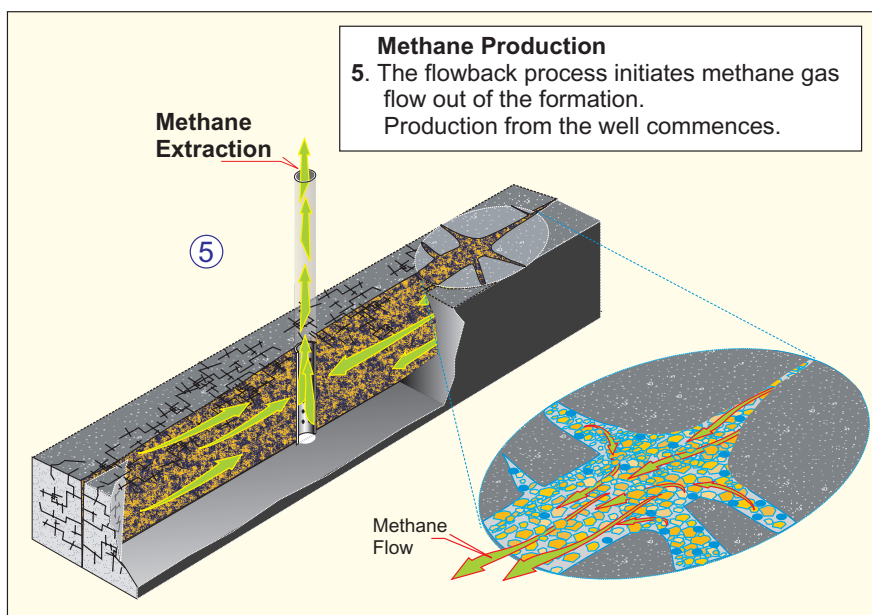 Methane Production
5. The flowback process initiates methane gas
flow out of the formation.
Production from the well commences.
Methane
Extraction
5
Methane
Flow